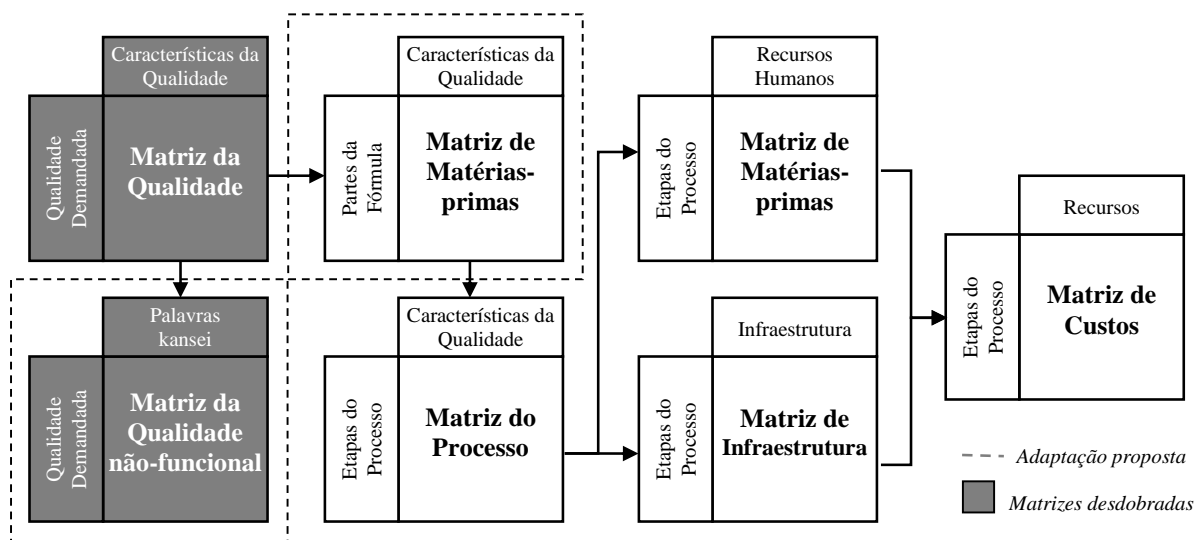 Características da
Qualidade
Qualidade
Demandada
Matriz da
Qualidade
Características da
Qualidade
Partes da
Fórmula
Matriz de
Matérias-
primas
Recursos
Humanos
Etapas do
Processo
Matriz de
Matérias-
primas
Recursos
Etapas do
Processo
Matriz de
Custos
Palavras
kansei
Qualidade
Demandada
Matriz da
Qualidade
não-funcional
Características da
Qualidade
Etapas do
Processo
Matriz do
Processo
Infraestrutura
Etapas do
Processo
Matriz de
Infraestrutura
Adaptação proposta
Matrizes desdobradas